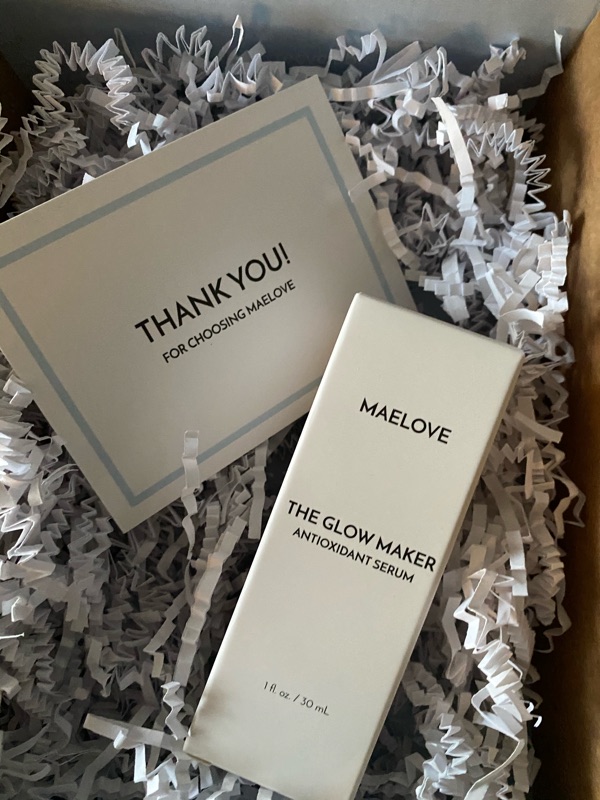 THANK YOU!
FOR CHOOSING MAELOVE
MAELOVE
THE GLOW MAKER
ANTIOXIDANT SERUM
1 fl. oz. / 30 mL